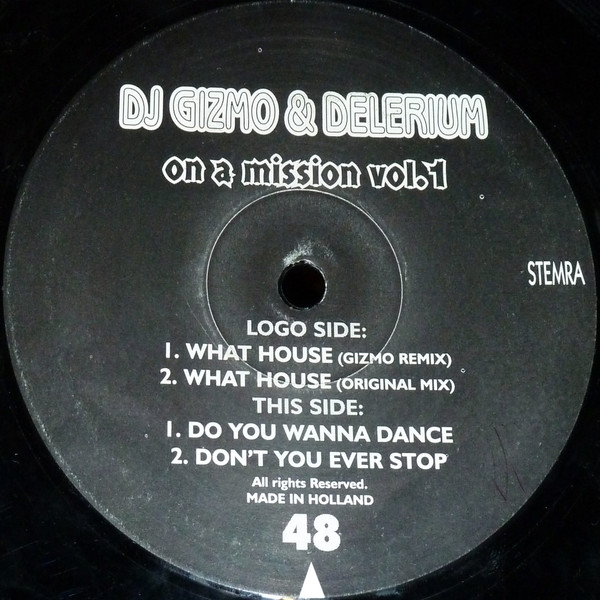 DJ GIZMO & DELERIUM
on a mission vol.1
STEMRA
LOGO SIDE:
1. WHAT HOUSE (GIZMO REMIX)
2. WHAT HOUSE (ORIGINAL MIX)
THIS SIDE:
1. DO YOU WANNA DANCE
2. DON'T YOU EVER STOP
All rights Reserved.
MADE IN HOLLAND
48